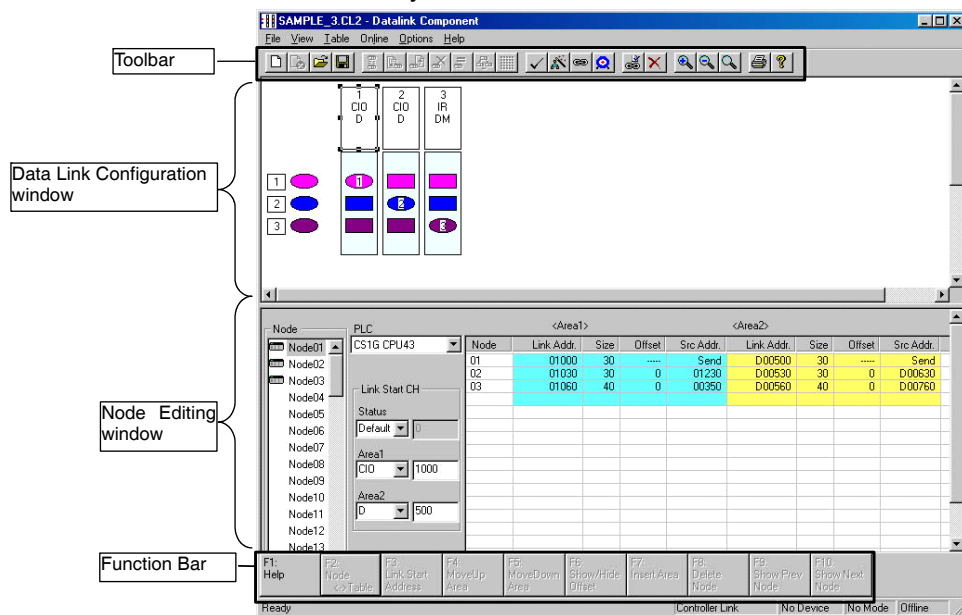 SAMPLE_3.CL2 - Datalink Component
File View Table Online Options Help
Toolbar
1 2 3
CIO CIO IR
D D DM
Data Link Configuration
window
1 1
2 2
3 3
Node PLC <Area1> <Area2>
Node01 CS1G CPU43 Node Link Addr. Size Offset Src Addr. Link Addr. Size Offset Src Addr.
Node02 01 01000 30 ----- Send D00500 30 ----- Send
Node03 02 01030 30 0 01230 D00530 30 0 D00630
03 01060 40 0 00350 D00560 40 0 D00760
Node04 Link Start CH
Node05 Status
Node06 Default 0
Node07 Area1
Node08 CIO 1000
Node09
Node10 Area2
Node11 D 500
Node12
Node13
Node Editing
window
Function Bar
F1: F2: F3: F4: F5: F6: F7: F8: F9: F10:
Help Node Link Start MoveUp MoveDown Show/Hide Insert Area Delete Show Prev Show Next
<>Table Address Area Area Offset Node Node Node
Ready Controller Link No Device No Mode Offline